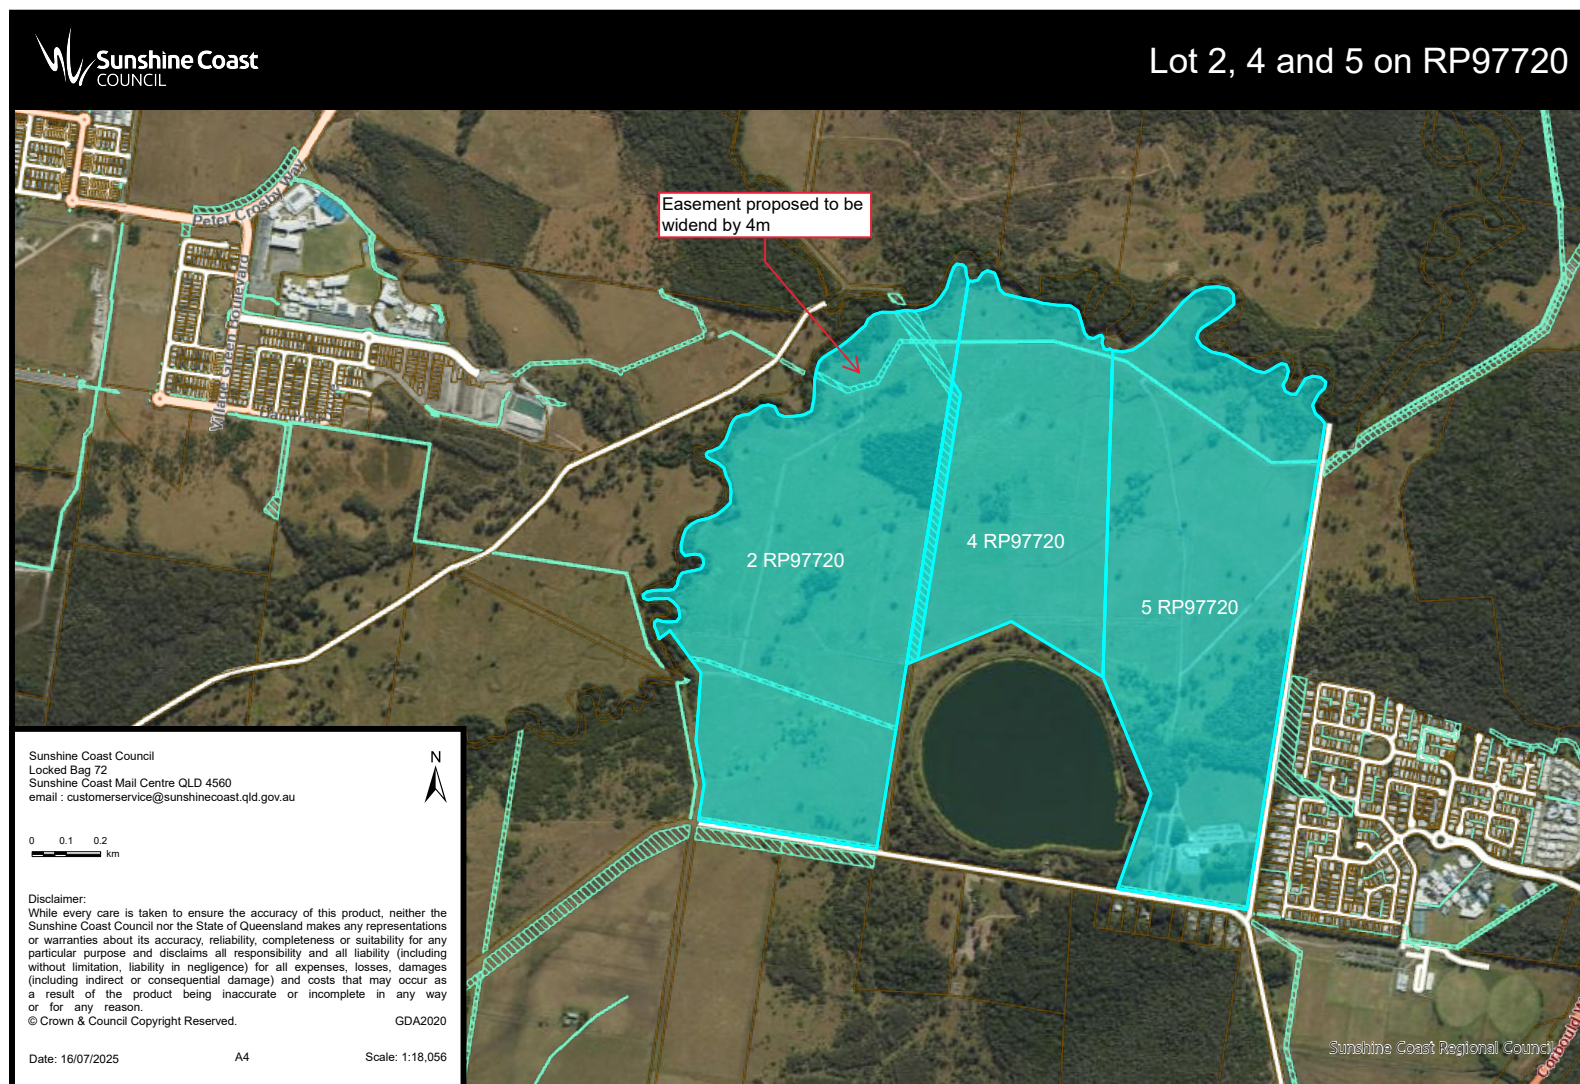 Sunshine Coast
COUNCIL
Lot 2, 4 and 5 on RP97720
Peter Crosby Way
Village Green Boulevard
Easement proposed to be
widend by 4m
2 RP97720
4 RP97720
5 RP97720
Sunshine Coast Council
Locked Bag 72
Sunshine Coast Mail Centre QLD 4560
email : customerservice@sunshinecoast.qld.gov.au
N
0 0.1 0.2
km
Disclaimer:
While every care is taken to ensure the accuracy of this product, neither the
Sunshine Coast Council nor the State of Queensland makes any representations
or warranties about its accuracy, reliability, completeness or suitability for any
particular purpose and disclaims all responsibility and all liability (including
without limitation, liability in negligence) for all expenses, losses, damages
(including indirect or consequential damage) and costs that may occur as
a result of the product being inaccurate or incomplete in any way
or for any reason.
© Crown & Council Copyright Reserved. GDA2020
Date: 16/07/2025 A4 Scale: 1:18,056
Sunshine Coast Regional Council
Corbould